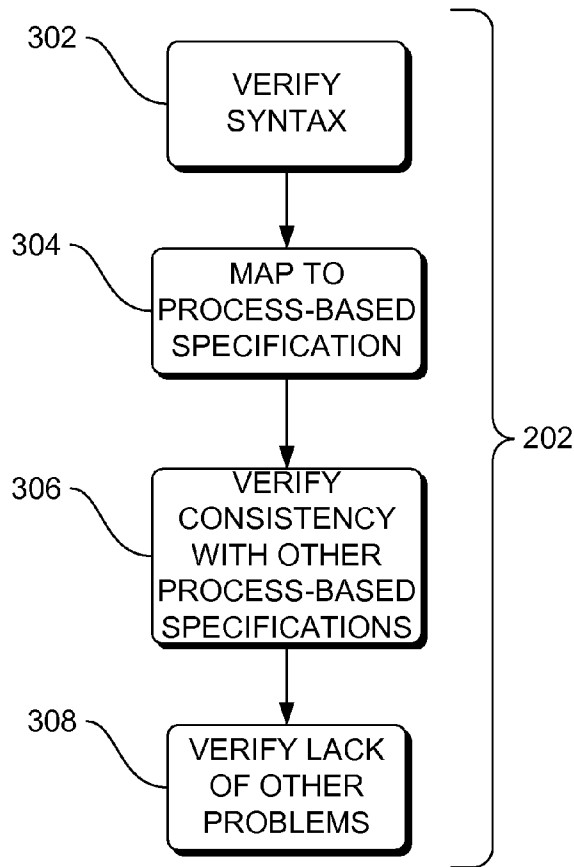 302
VERIFY
SYNTAX
304
MAP TO
PROCESS-BASED
SPECIFICATION
202
306
VERIFY
CONSISTENCY
WITH OTHER
PROCESS-BASED
SPECIFICATIONS
308
VERIFY LACK
OF OTHER
PROBLEMS